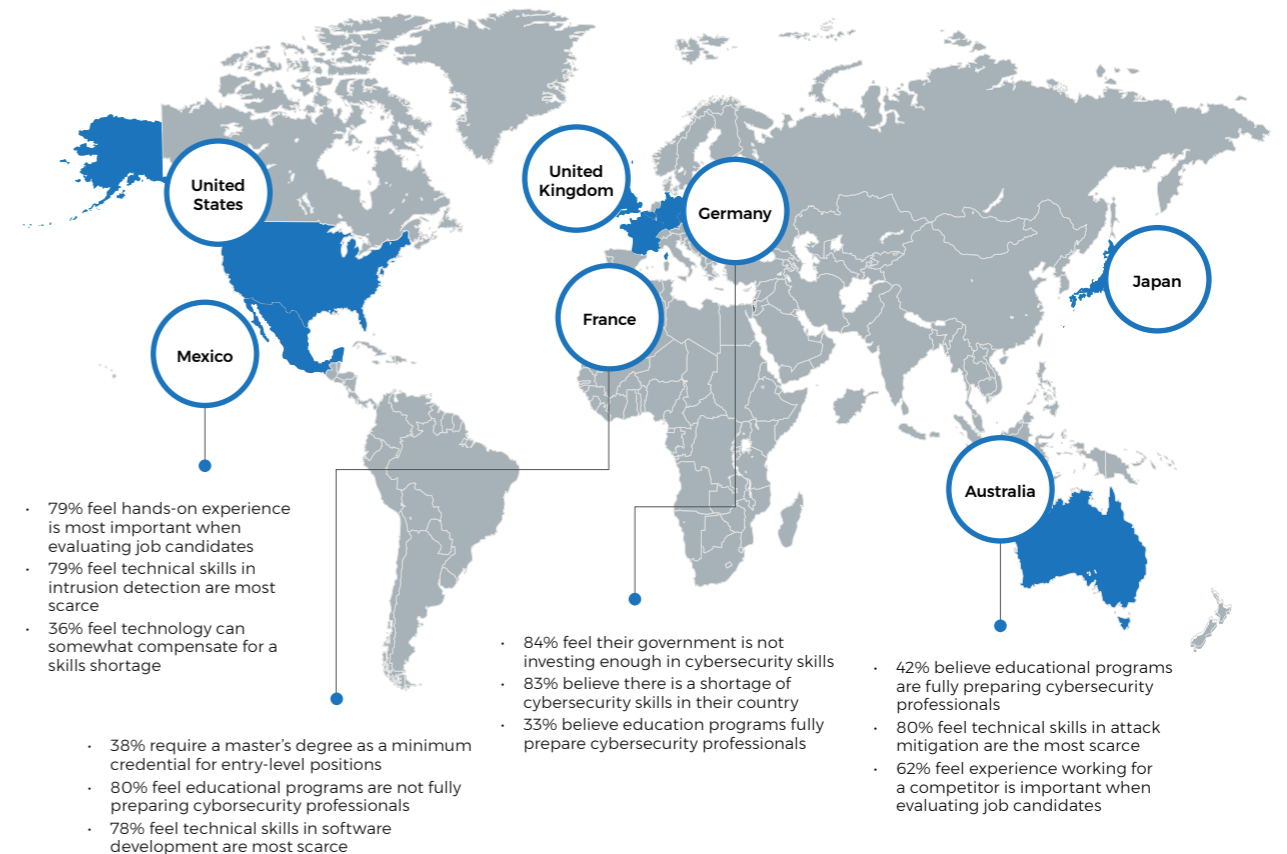 United
States
United
Kingdom
Germany
Japan
France
Mexico
Australia
• 79% feel hands-on experience
is most important when
evaluating job candidates
• 79% feel technical skills in
intrusion detection are most
scarce
• 36% feel technology can
somewhat compensate for a
skills shortage
• 38% require a master's degree as a minimum
credential for entry-level positions
• 80% feel educational programs are not fully
preparing cyborsecurity professionals
• 78% feel technical skills in software
development are most scarce
• 84% feel their government is not
investing enough in cybersecurity skills
• 83% believe there is a shortage of
cybersecurity skills in their country
• 33% believe education programs fully
prepare cybersecurity professionals
• 42% believe educational programs
are fully preparing cybersecurity
professionals
• 80% feel technical skills in attack
mitigation are the most scarce
• 62% feel experience working for
a competitor is important when
evaluating job candidates